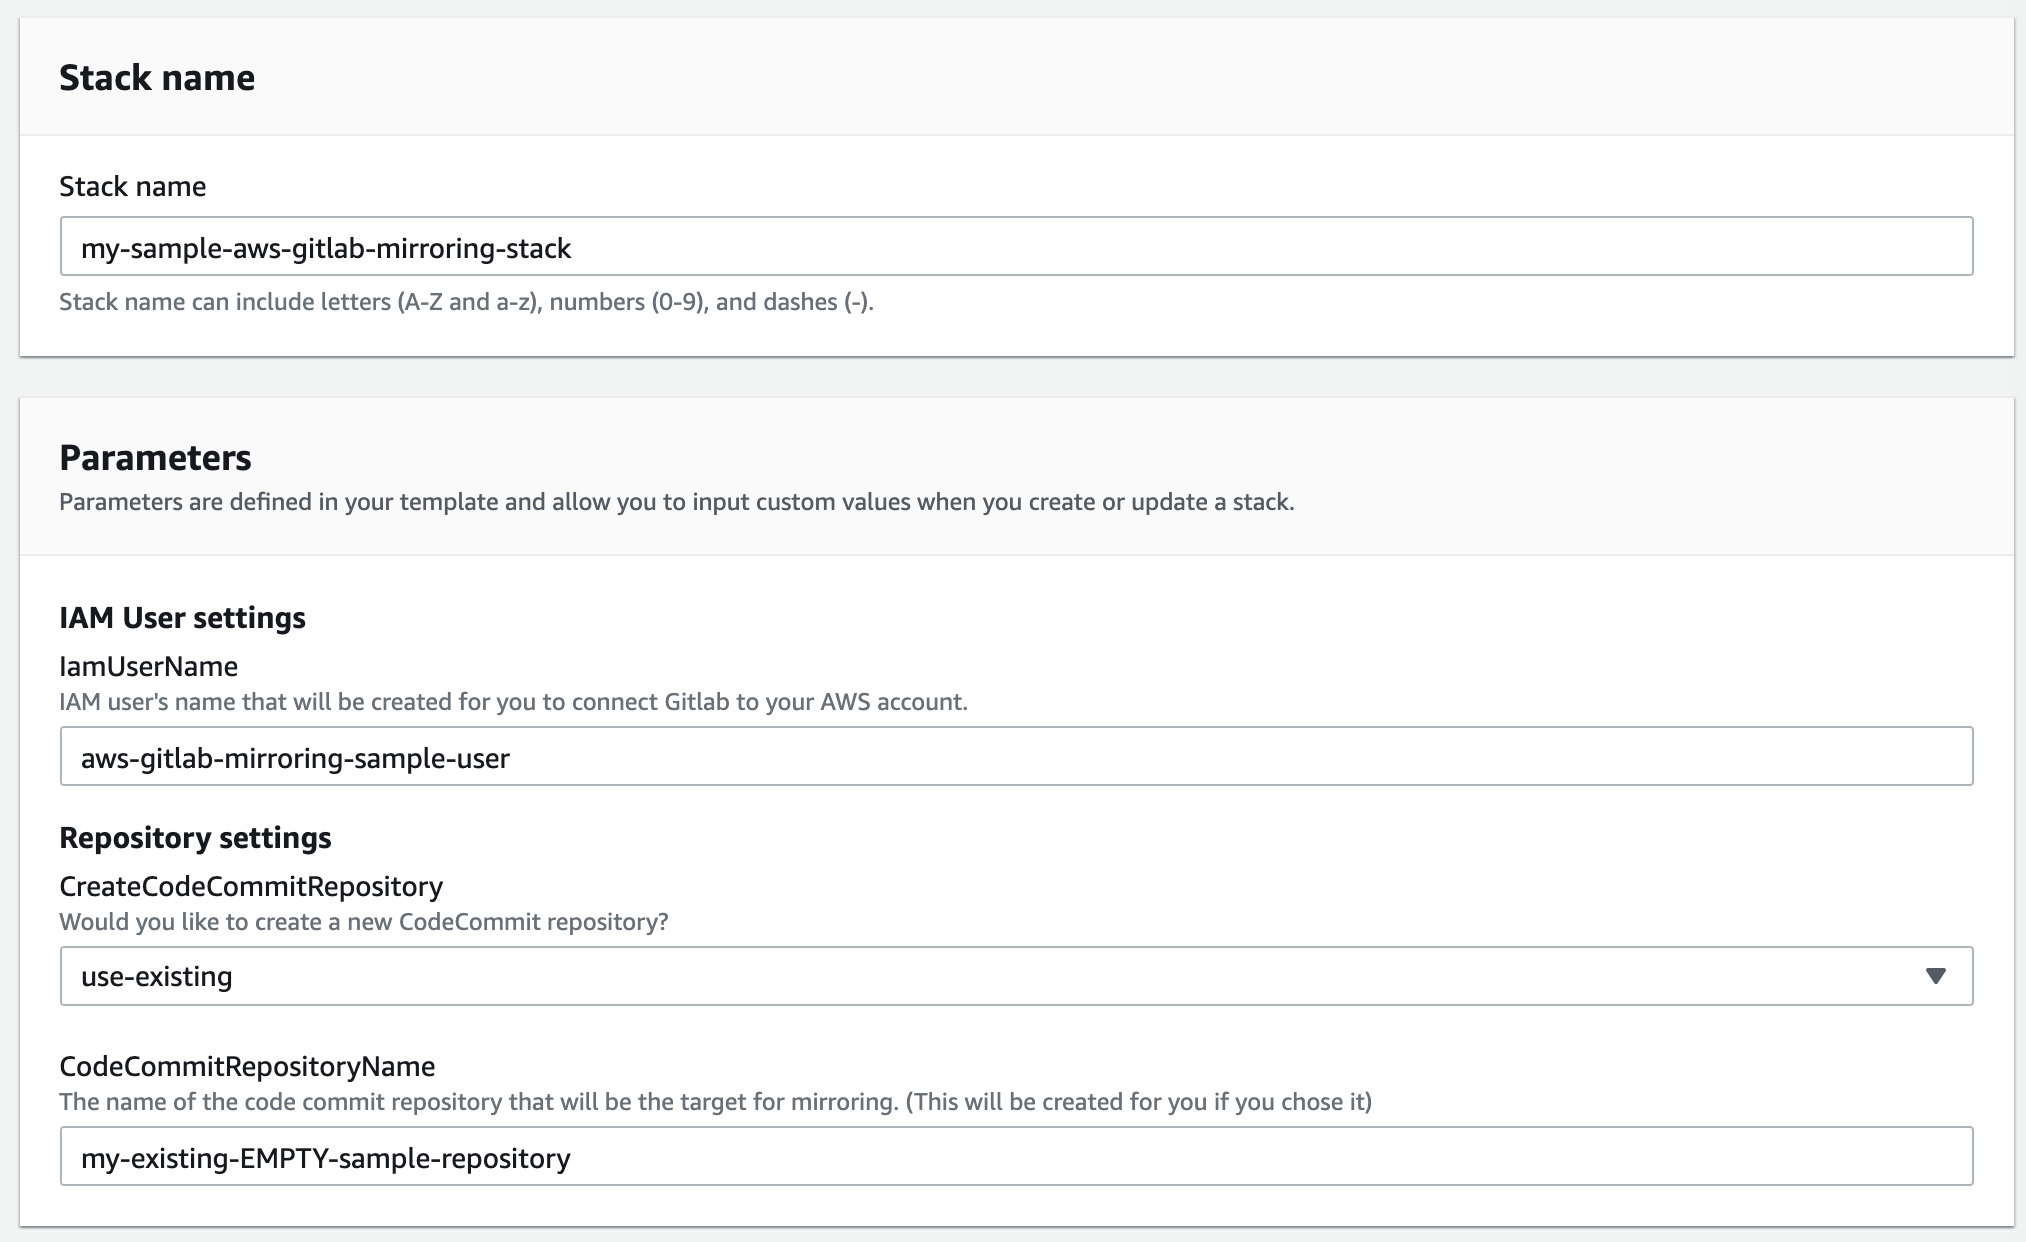 Stack name
Stack name
my-sample-aws-gitlab-mirroring-stack
Stack name can include letters (A-Z and a-z), numbers (0-9), and dashes (-).
Parameters
Parameters are defined in your template and allow you to input custom values when you create or update a stack.
IAM User settings
IamUserName
IAM user's name that will be created for you to connect Gitlab to your AWS account.
aws-gitlab-mirroring-sample-user
Repository settings
CreateCodeCommitRepository
Would you like to create a new CodeCommit repository?
use-existing
CodeCommitRepositoryName
The name of the code commit repository that will be the target for mirroring. (This will be created for you if you chose it)
my-existing-EMPTY-sample-repository